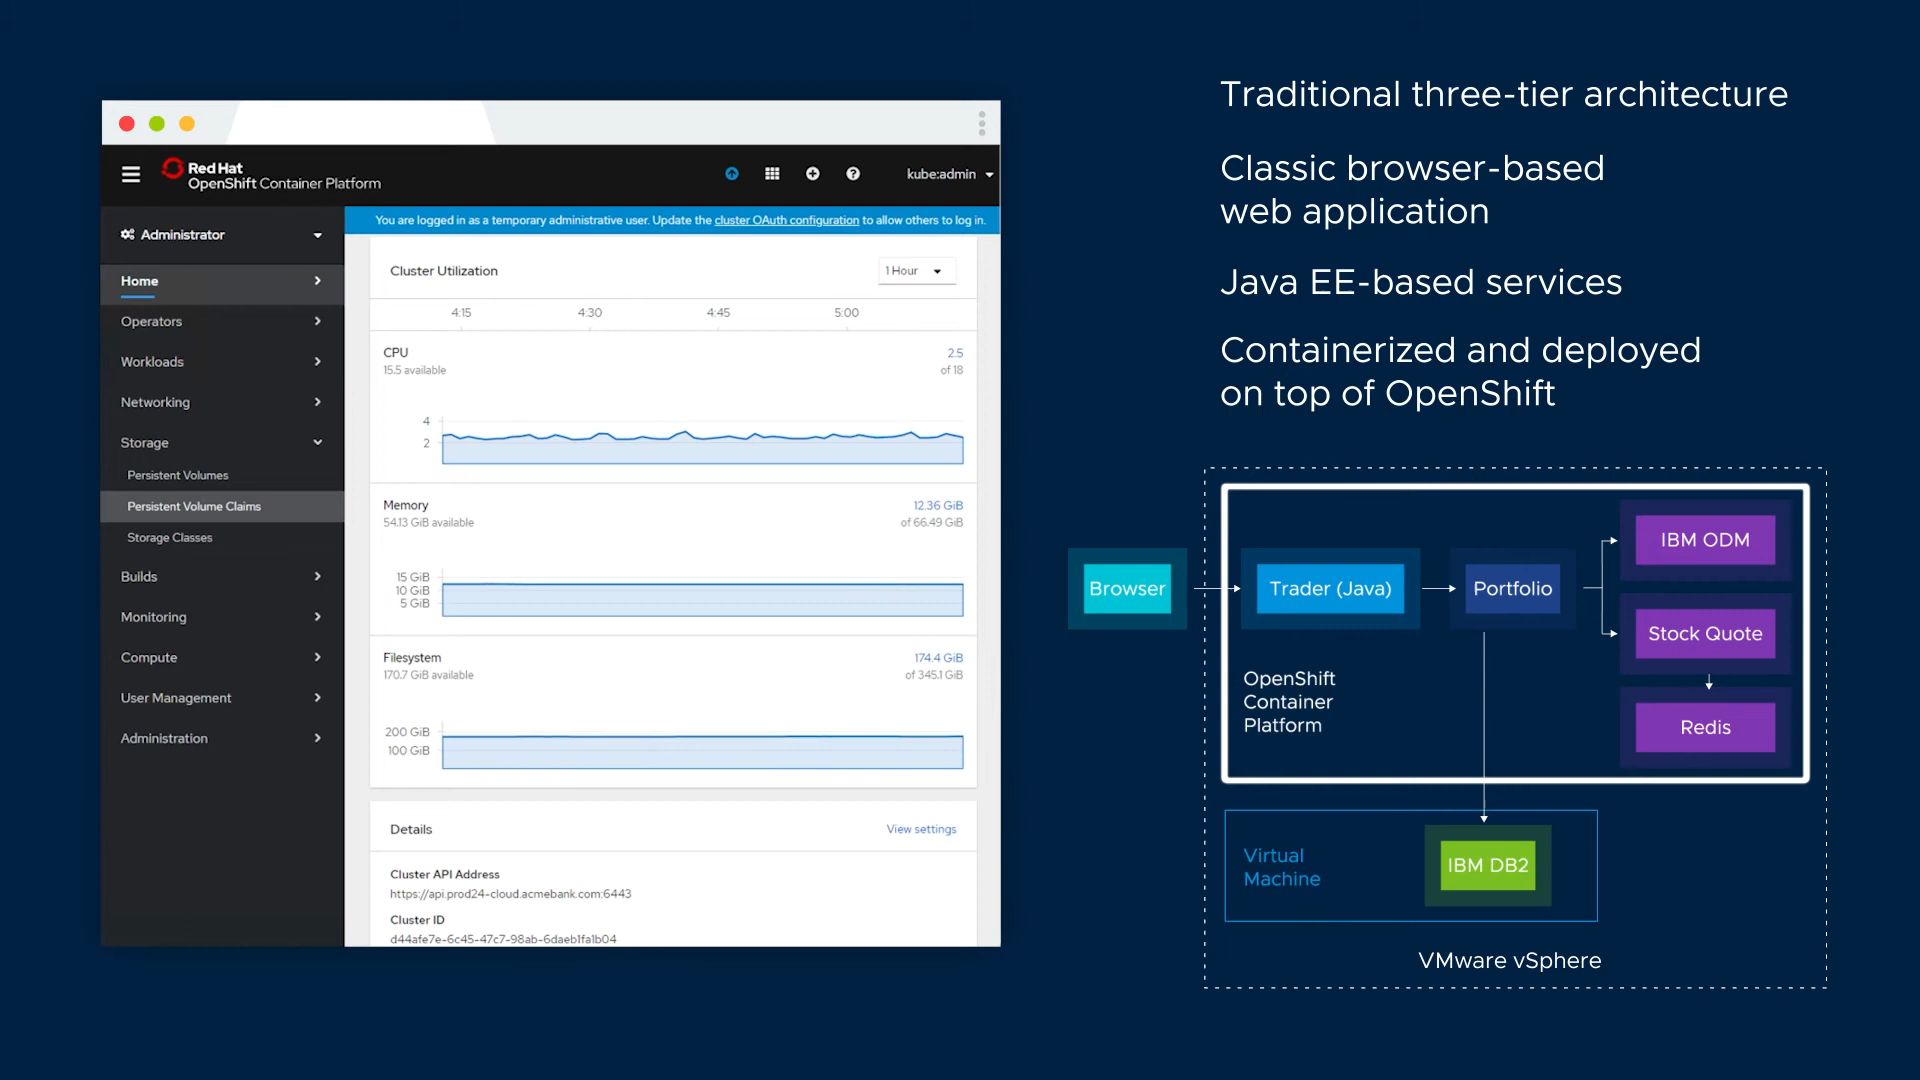 Red Hat
OpenShift Container Platform
kube:admin
Administrator
Home
Operators
Workloads
Networking
Storage
Persistent Volumes
Persistent Volume Claims
Storage Classes
Builds
Monitoring
Compute
User Management
Administration
You are logged in as a temporary administrative user. Update the cluster OAuth configuration to allow others to log in.
Cluster Utilization
1 Hour
4:15 4:30 4:45 5:00
CPU 2.5
15.5 available of 18
4
2
Memory 12.36 GiB
54.13 GiB available of 66.49 GiB
15 GiB
10 GiB
5 GiB
Filesystem 174.4 GiB
170.7 GiB available of 345.1 GiB
200 GiB
100 GiB
Details View settings
Cluster API Address
https://api.prod24-cloud.acmebank.com:6443
Cluster ID
d44afe7e-6c45-47c7-98ab-6daeb1fa1b04
Traditional three-tier architecture
Classic browser-based
web application
Java EE-based services
Containerized and deployed
on top of OpenShift
Browser
Trader (Java)
Portfolio
IBM ODM
Stock Quote
Redis
OpenShift
Container
Platform
Virtual
Machine
IBM DB2
VMware vSphere